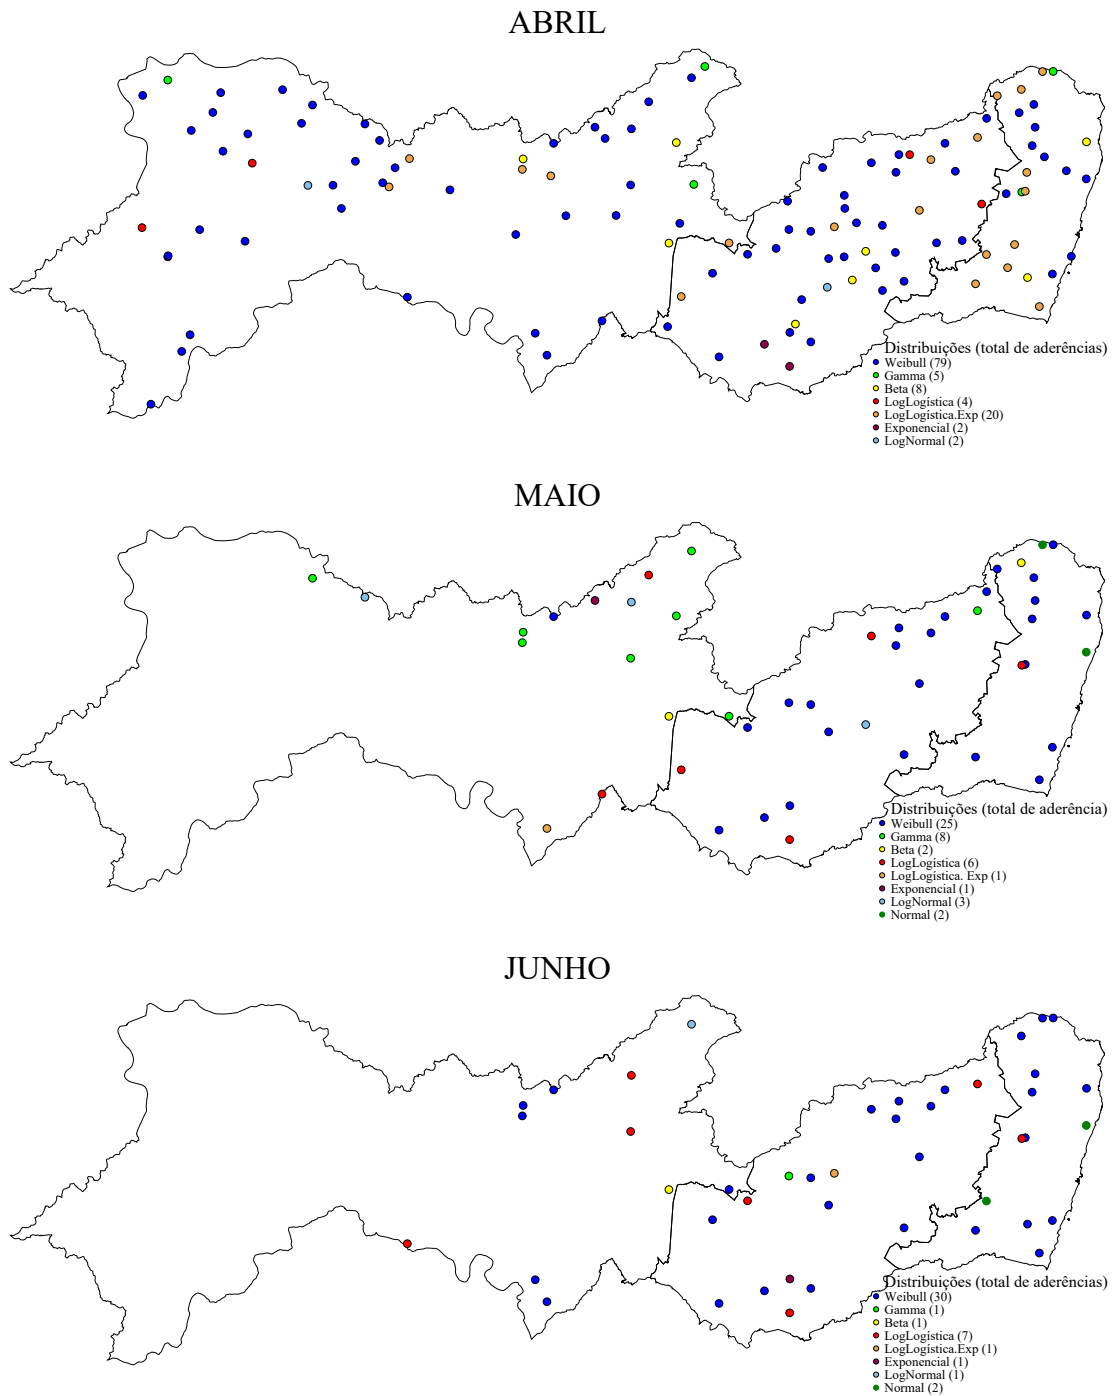 ABRIL
Distribuições (total de aderências)
Weibull (79)
Gamma (5)
Beta (8)
LogLogística (4)
LogLogística.Exp (20)
Exponencial (2)
LogNormal (2)
MAIO
Distribuições (total de aderência)
Weibull (25)
Gamma (8)
Beta (2)
LogLogística (6)
LogLogística. Exp (1)
Exponencial (1)
LogNormal (3)
Normal (2)
JUNHO
Distribuições (total de aderências)
Weibull (30)
Gamma (1)
Beta (1)
LogLogística (7)
LogLogística.Exp (1)
Exponencial (1)
LogNormal (1)
Normal (2)